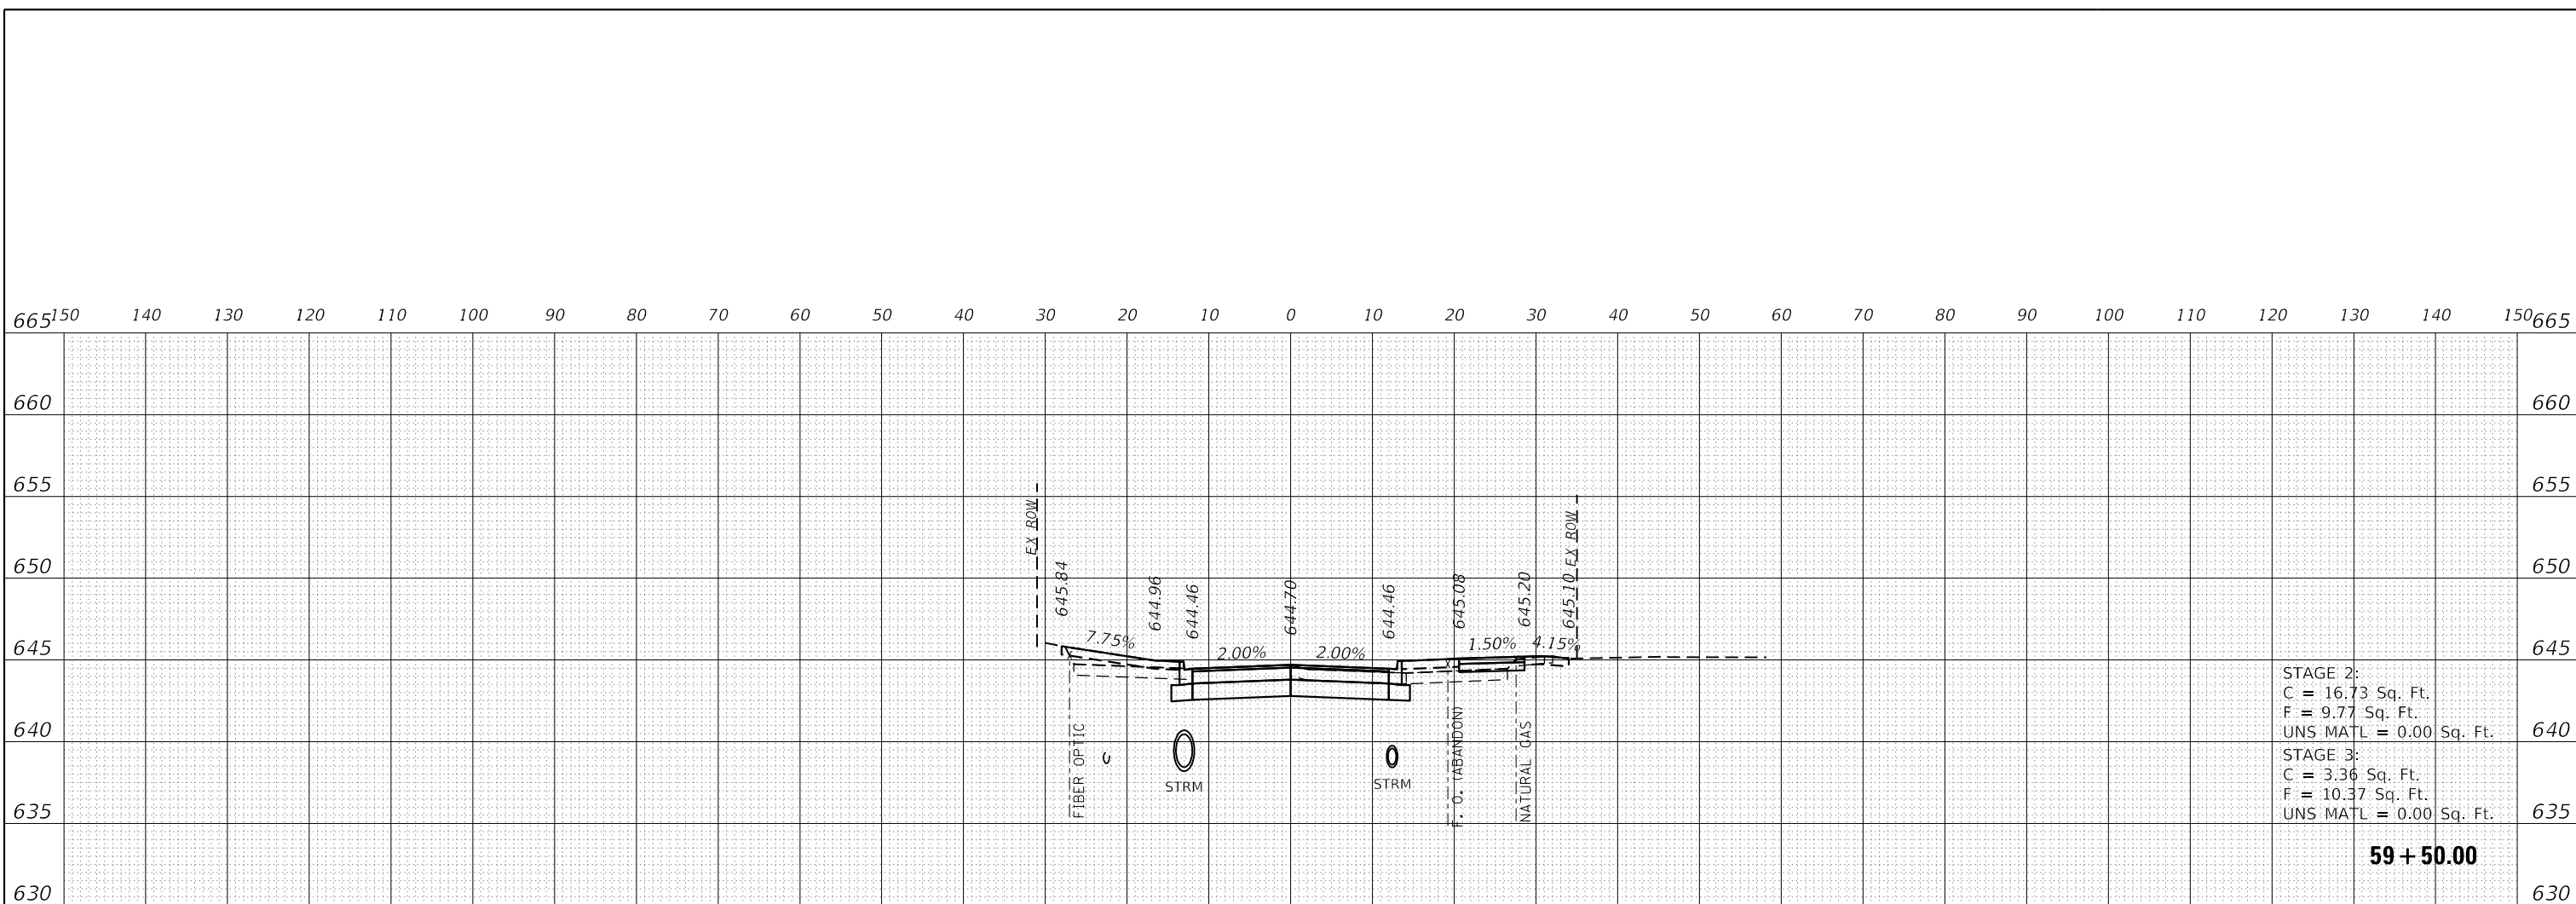 150 140 130 120 110 100 90 80 70 60 50 40 30 20 10 0 10 20 30 40 50 60 70 80 90 100 110 120 130 140 150
665 665
660 660
655 655
EX ROW
EX ROW
650 650
645.84
644.96
644.46
644.70
644.46
645.08
645.20
645.10
7.75%
2.00%
2.00%
1.50%
4.15%
645 645
640 640
FIBER OPTIC
STRM
STRM
F. O. (ABANDON)
NATURAL GAS
635 635
630 630
STAGE 2:
C = 16.73 Sq. Ft.
F = 9.77 Sq. Ft.
UNS MATL = 0.00 Sq. Ft.
STAGE 3:
C = 3.36 Sq. Ft.
F = 10.37 Sq. Ft.
UNS MATL = 0.00 Sq. Ft.
59+50.00